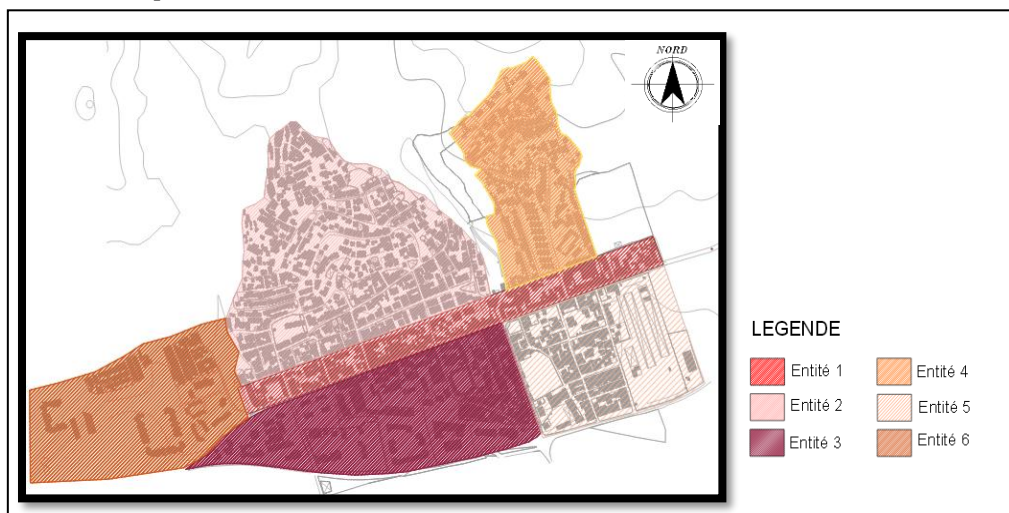 NORD
LEGENDE
Entité 1
Entité 4
Entité 2
Entité 5
Entité 3
Entité 6